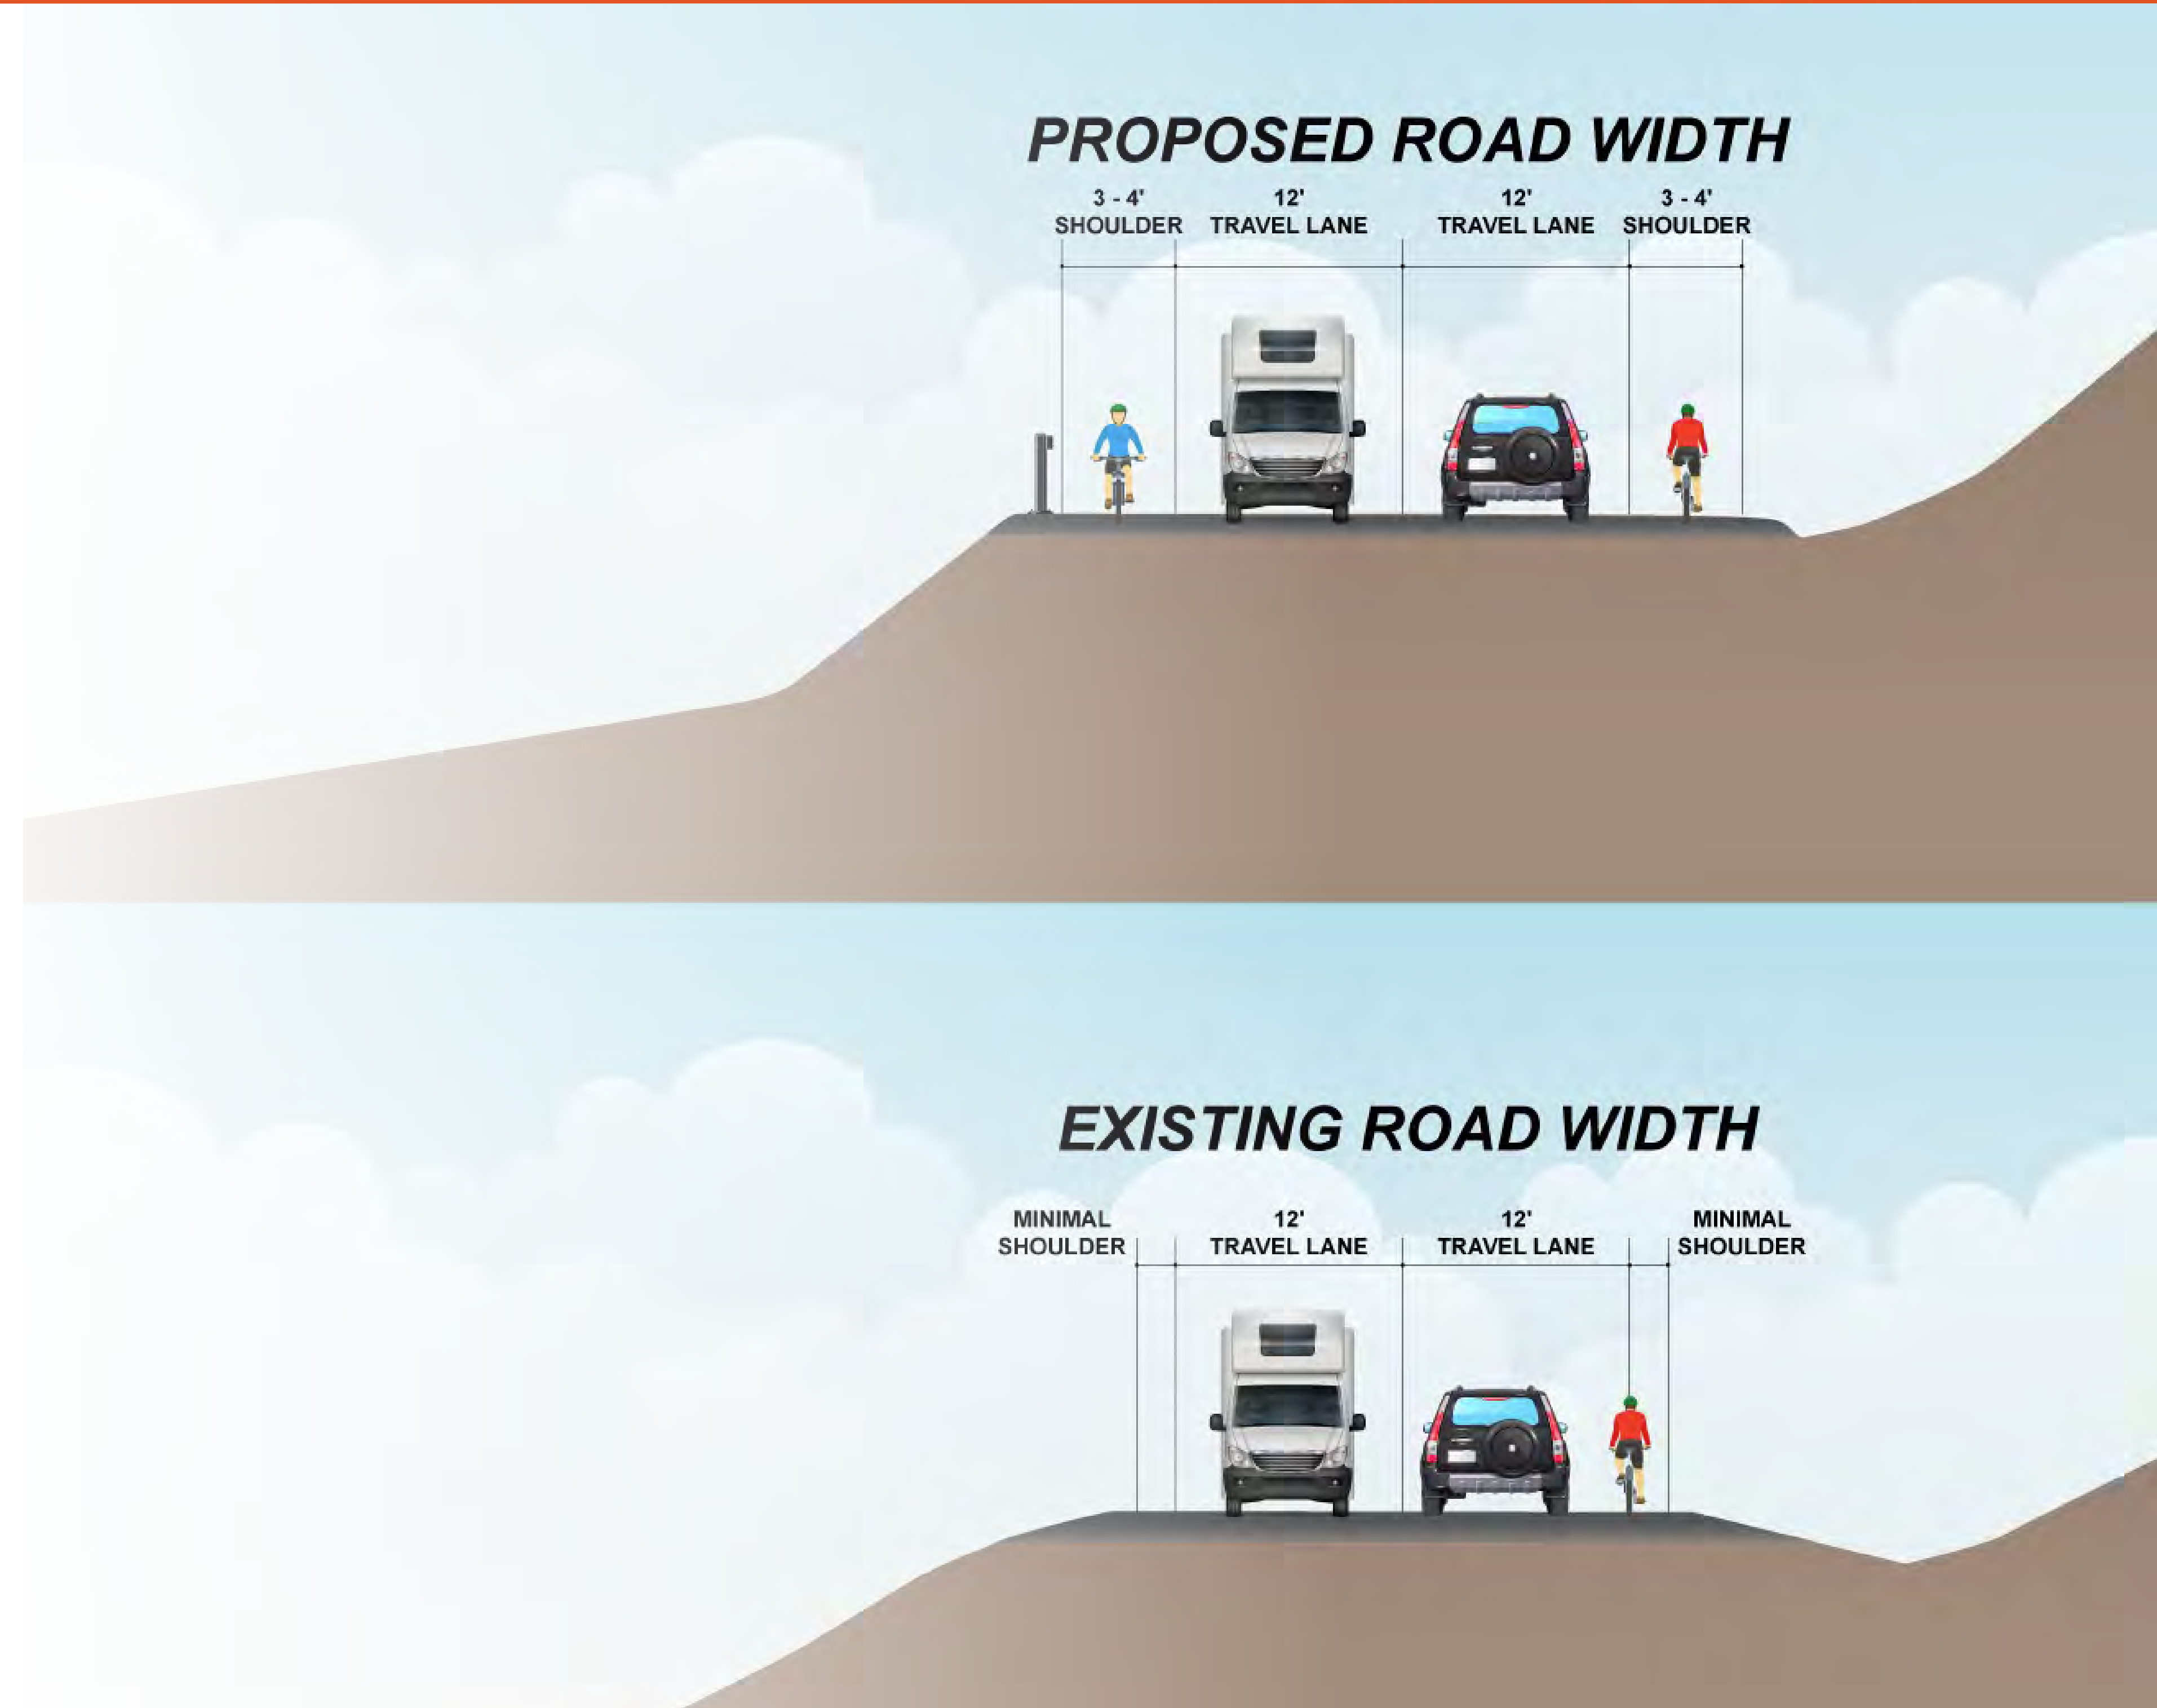 PROPOSED ROAD WIDTH
3 - 4' 12' 12' 3 - 4'
SHOULDER TRAVEL LANE TRAVEL LANE SHOULDER
EXISTING ROAD WIDTH
MINIMAL 12' 12' MINIMAL
SHOULDER TRAVEL LANE TRAVEL LANE SHOULDER